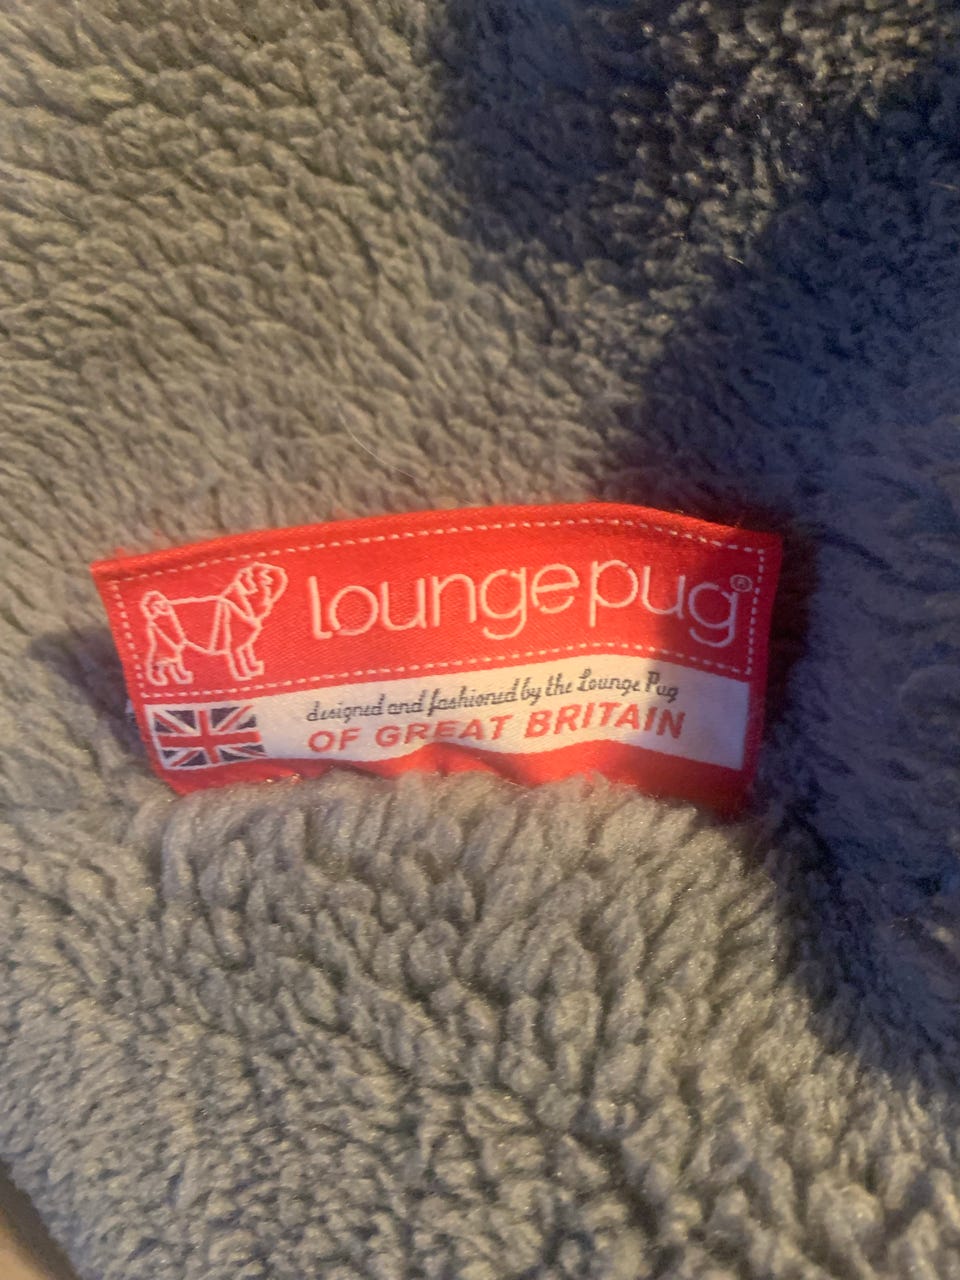 loungepug®
designed and fashioned by the Lounge Pug
OF GREAT BRITAIN